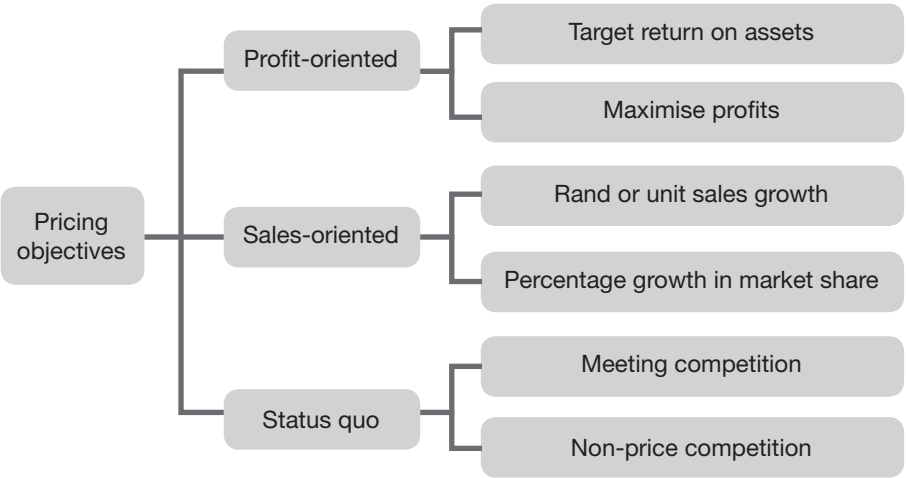 Pricing
objectives
Profit-oriented
Target return on assets
Maximise profits
Sales-oriented
Rand or unit sales growth
Percentage growth in market share
Status quo
Meeting competition
Non-price competition